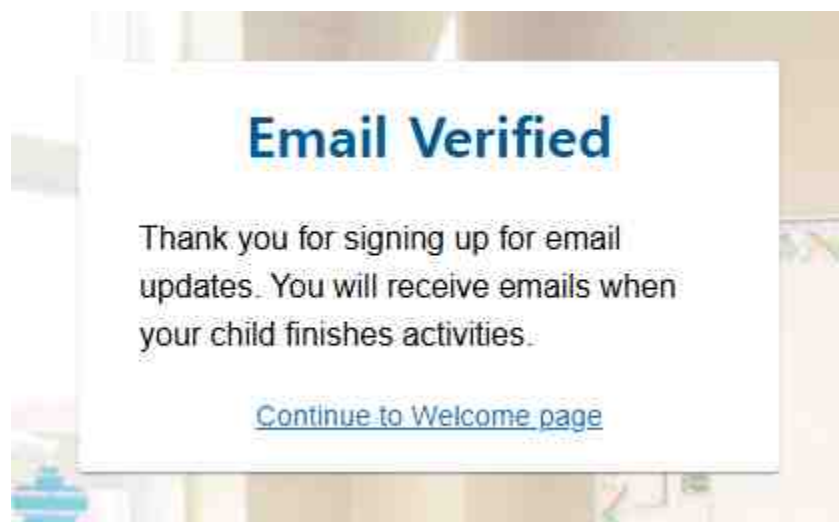 Email Verified
Thank you for signing up for email
updates. You will receive emails when
your child finishes activities.
Continue to Welcome page